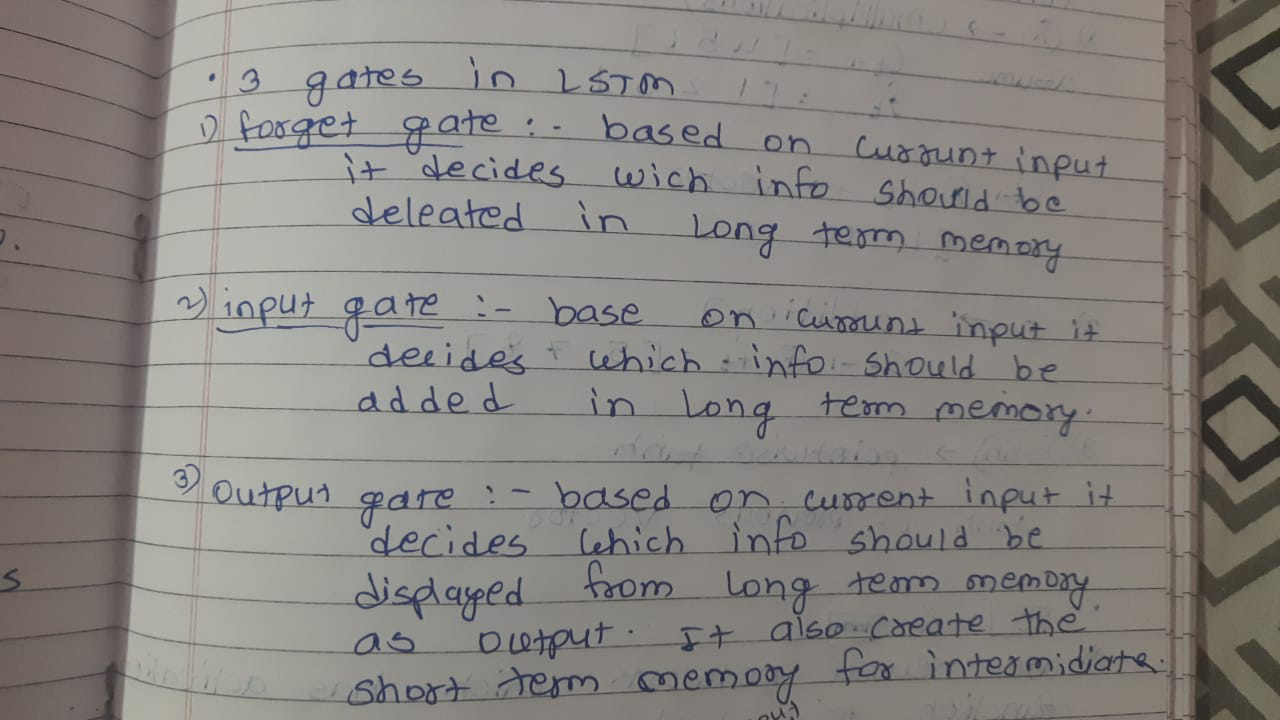 • 3 gates in LSTM
1) forget gate :- based on currunt input
it decides wich info should be
deleated in Long term memory
2) input gate :- base on currunt input it
decides which info should be
added in Long term memory.
3) output gate :- based on current input it
decides which info should be
displayed from Long term memory
as output. It also create the
short term memory for intermidiate.